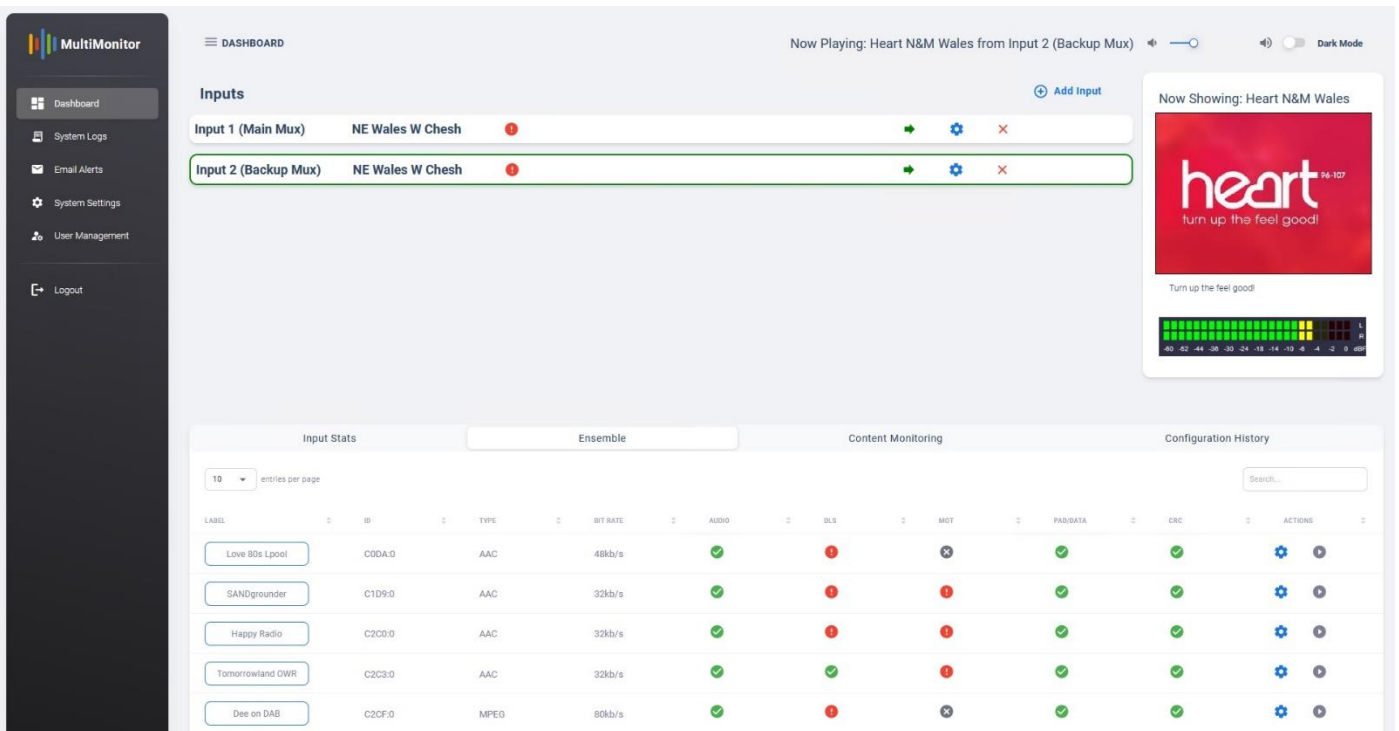 MultiMonitor
Dashboard
System Logs
Email Alerts
System Settings
User Management
Logout
DASHBOARD
Now Playing: Heart N&M Wales from Input 2 (Backup Mux)
Dark Mode
Inputs
Add Input
Input 1 (Main Mux) NE Wales W Chesh
Input 2 (Backup Mux) NE Wales W Chesh
Now Showing: Heart N&M Wales
heart 96-107
turn up the feel good!
Turn up the feel good!
L
R
-60 -52 -44 -36 -30 -24 -18 -14 -10 -6 -4 -2 0 dBF
Input Stats Ensemble Content Monitoring Configuration History
10 entries per page
Search...
LABEL ID TYPE BIT RATE AUDIO DLS MOT PAD/DATA CRC ACTIONS
Love 80s Lpool C0DA:0 AAC 48kb/s
SANDgrounder C1D9:0 AAC 32kb/s
Happy Radio C2C0:0 AAC 32kb/s
Tomorrowland OWR C2C3:0 AAC 32kb/s
Dee on DAB C2CF:0 MPEG 80kb/s